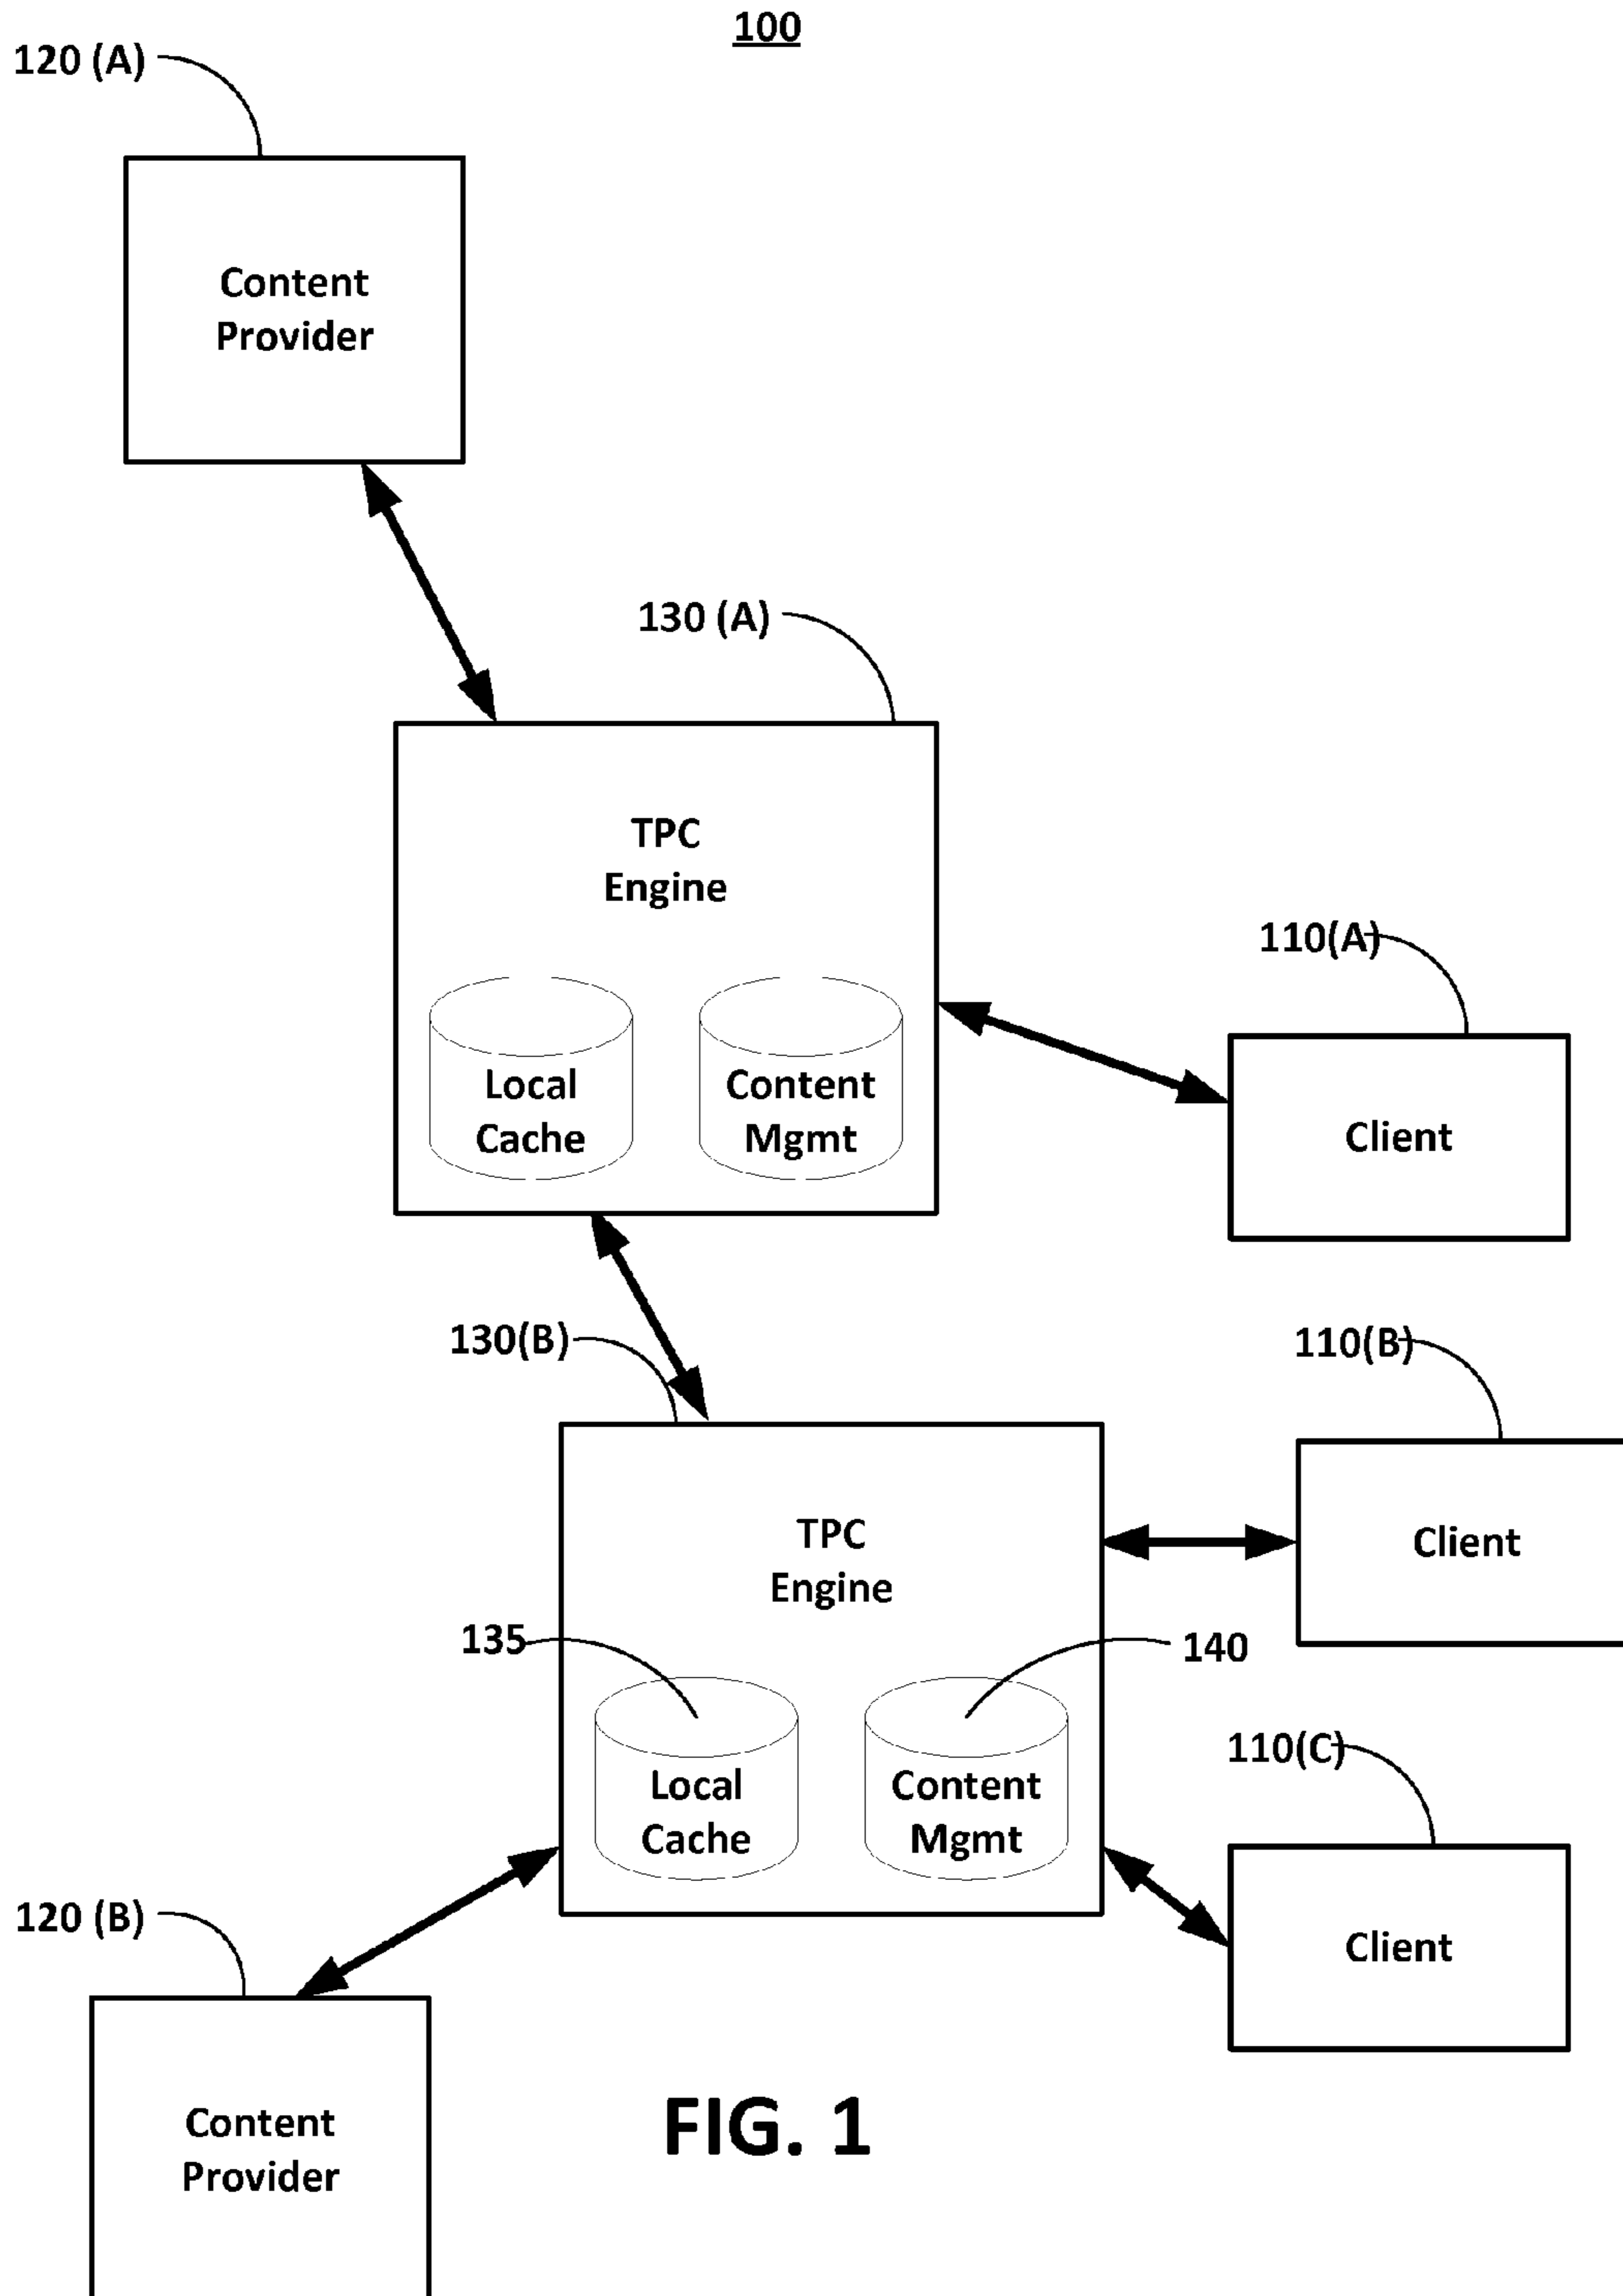 100
120 (A)
Content
Provider
130 (A)
TPC
Engine
Local
Cache
Content
Mgmt
110(A)
Client
130(B)
110(B)
TPC
Engine
Client
135
140
Local
Cache
Content
Mgmt
110(C)
Client
120 (B)
Content
Provider
FIG. 1